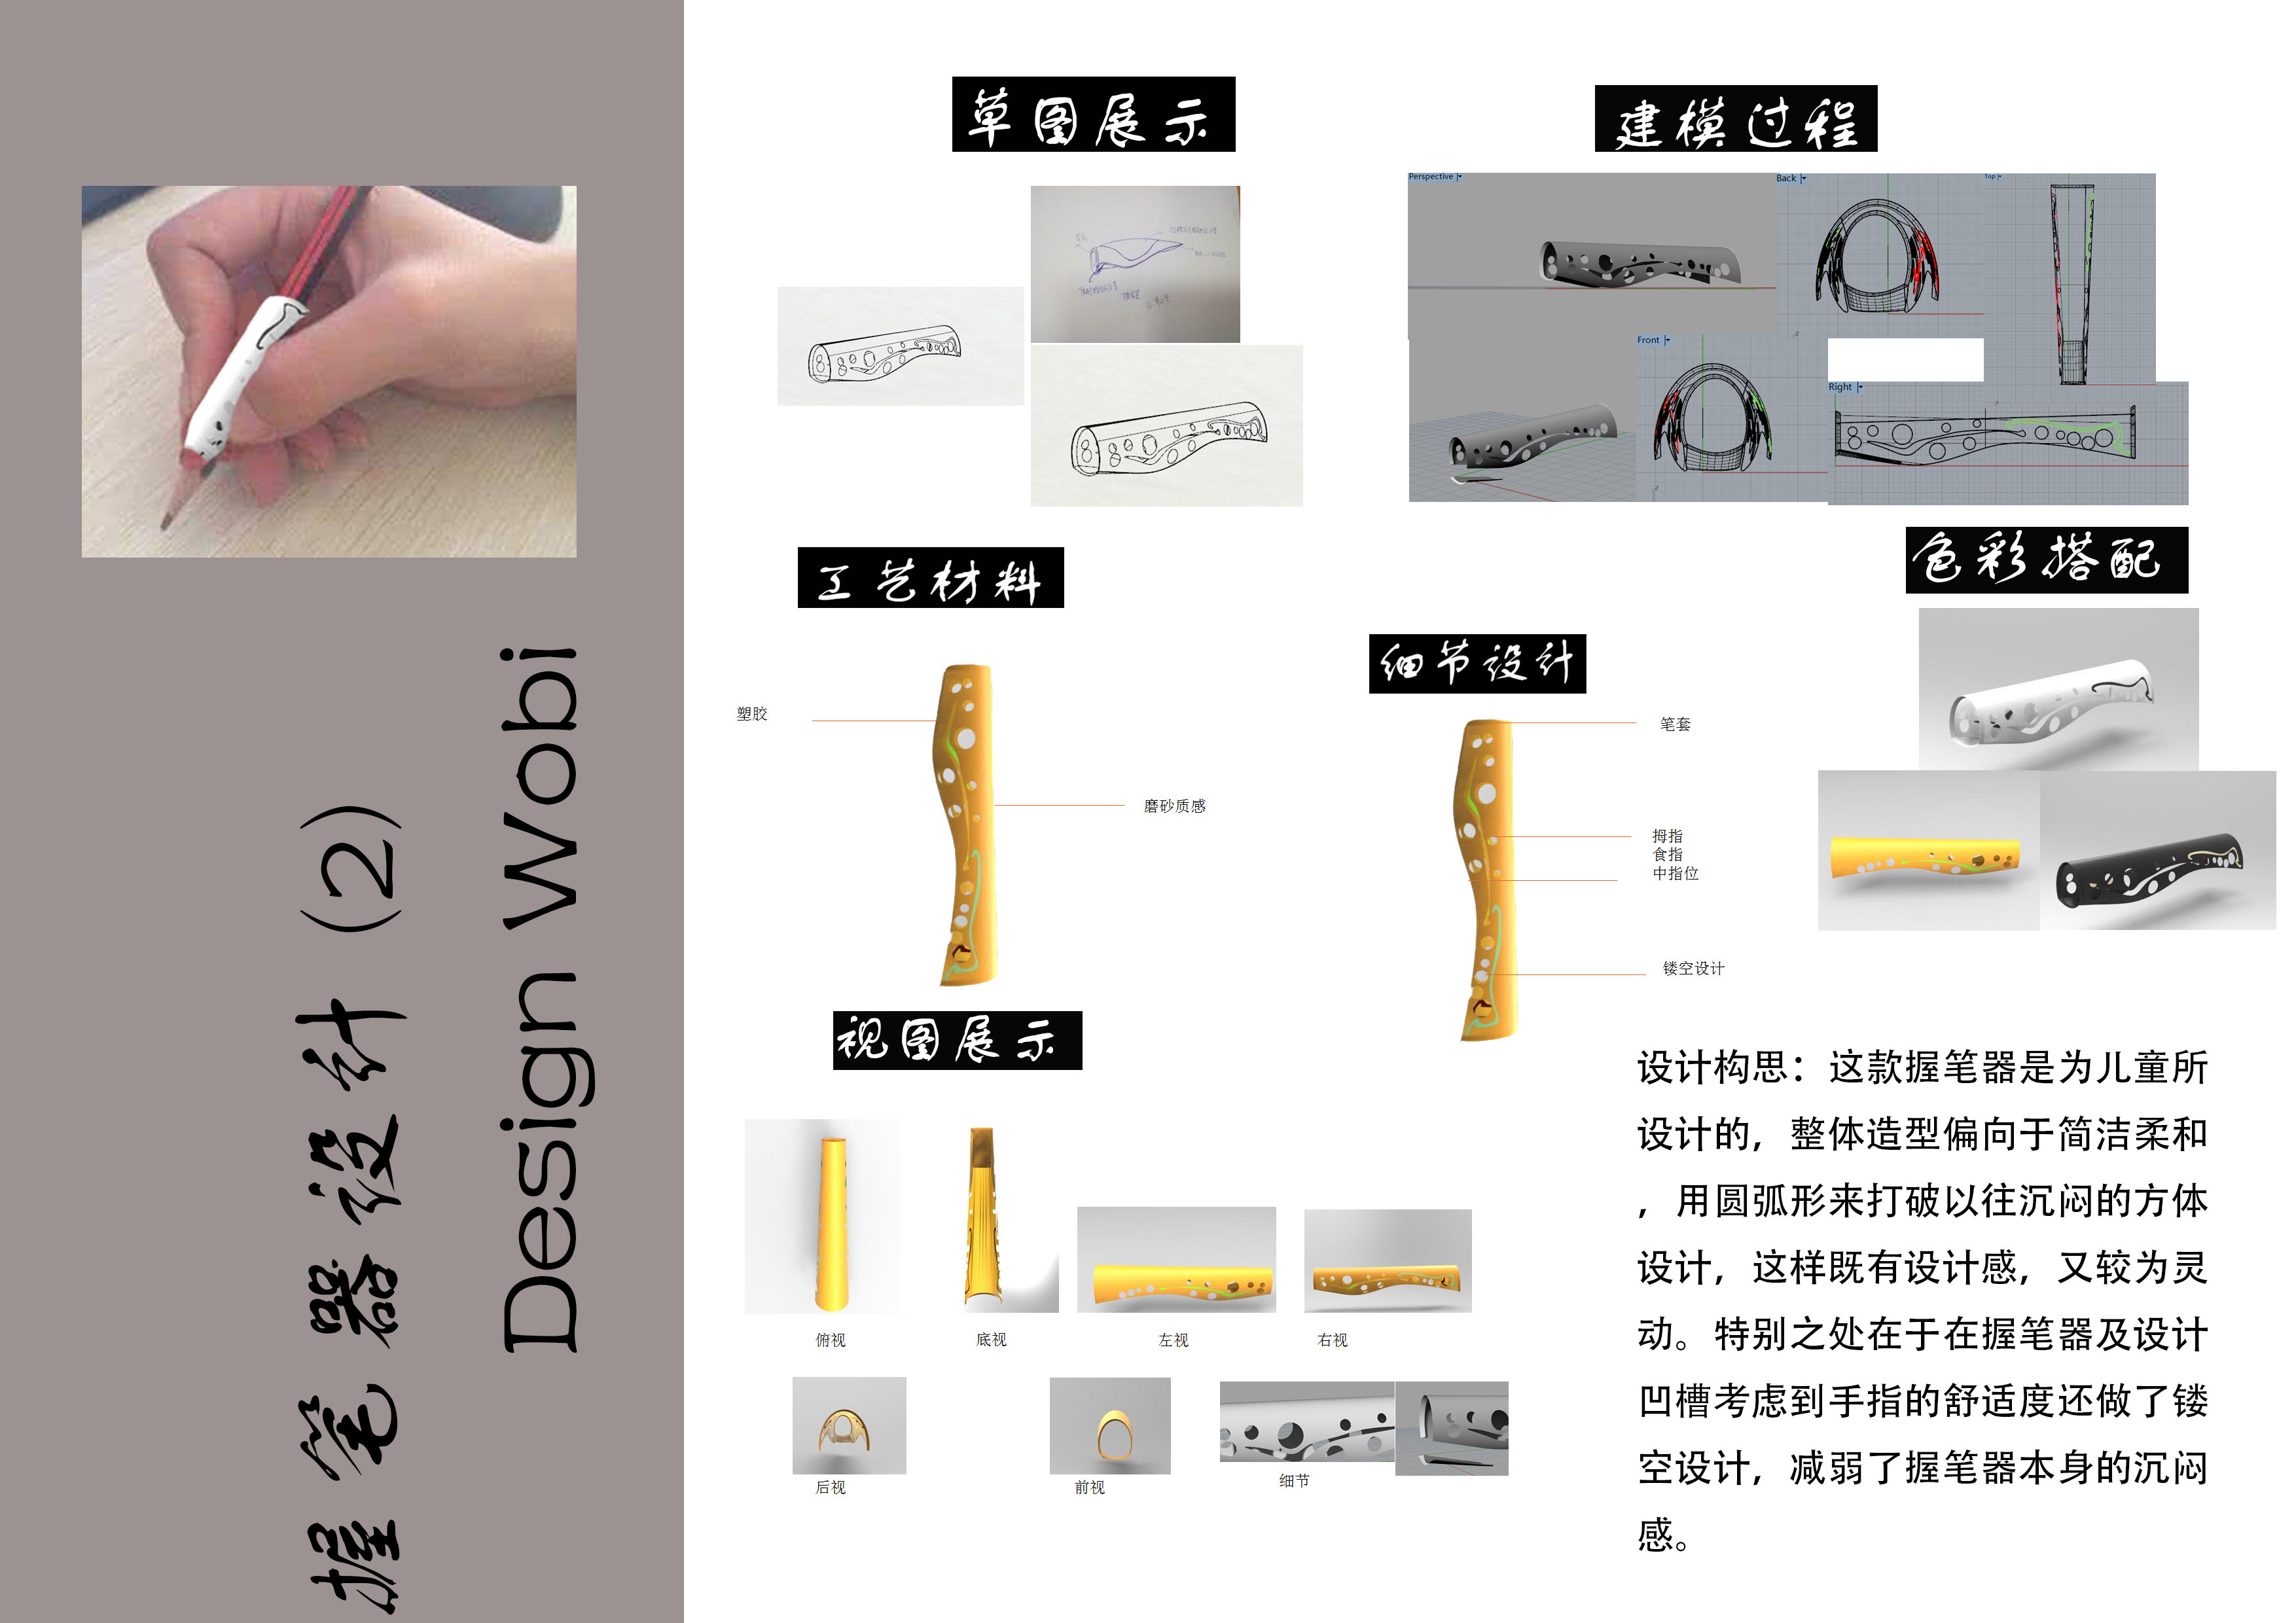 握笔器设计（2）
Design Wobi
草图展示
建模过程
Perspective
Back
Top
Front
Right
工艺材料
塑胶
磨砂质感
细节设计
笔套
拇指
食指
中指位
镂空设计
色彩搭配
视图展示
俯视
底视
左视
右视
后视
前视
细节
设计构思：这款握笔器是为儿童所
设计的，整体造型偏向于简洁柔和
，用圆弧形来打破以往沉闷的方体
设计，这样既有设计感，又较为灵
动。特别之处在于在握笔器及设计
凹槽考虑到手指的舒适度还做了镂
空设计，减弱了握笔器本身的沉闷
感。